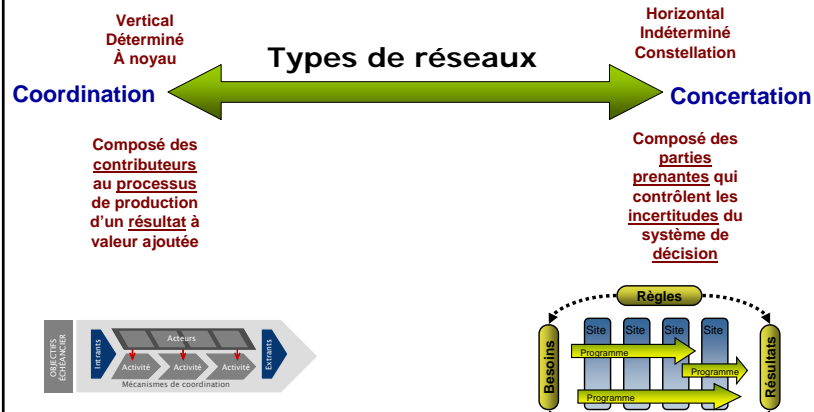 Vertical
Déterminé
À noyau
Types de réseaux
Horizontal
Indéterminé
Constellation
Coordination
Concertation
Composé des
contributeurs
au processus
de production
d'un résultat à
valeur ajoutée
Composé des
parties
prenantes qui
contrôlent les
incertitudes du
système de
décision
OBJECTIFS
ÉCHÉANCIER
Intrants
Acteurs
Activité
Activité
Activité
Extrants
Mécanismes de coordination
Règles
Besoins
Site
Site
Site
Site
Programme
Programme
Programme
Résultats